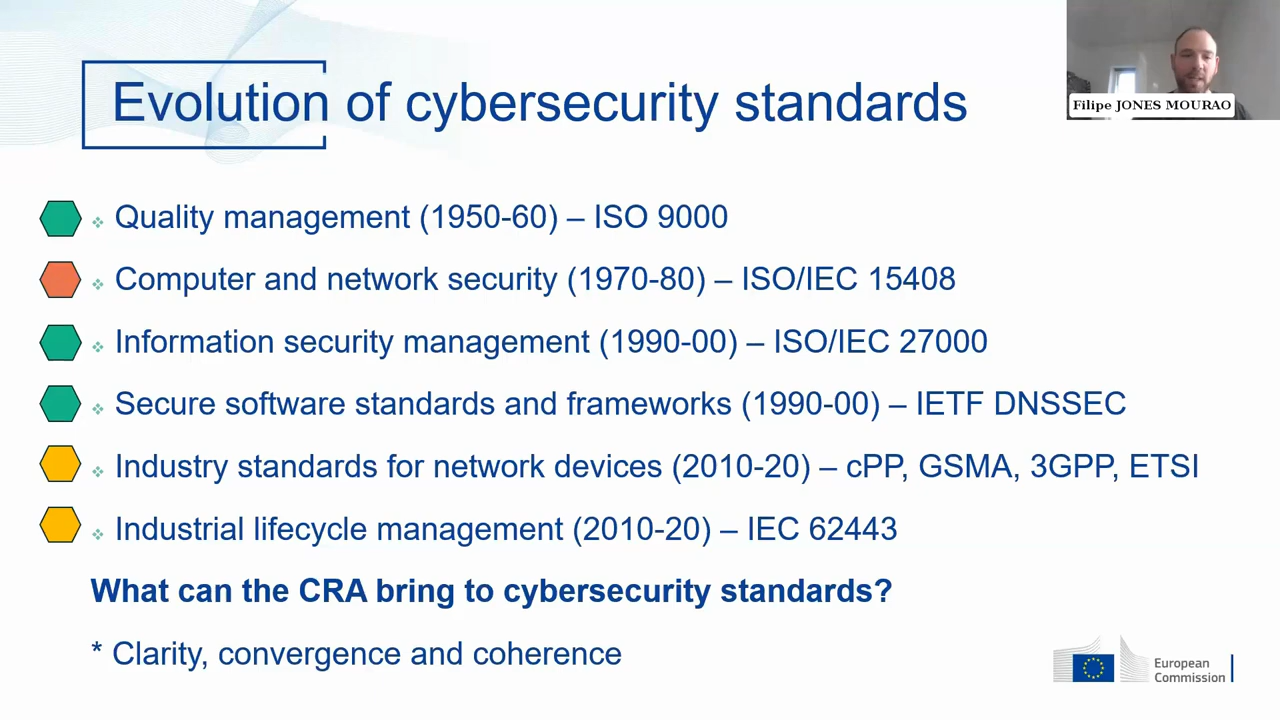 Evolution of cybersecurity standards
Filipe JONES MOURAO
Quality management (1950-60) – ISO 9000
Computer and network security (1970-80) – ISO/IEC 15408
Information security management (1990-00) – ISO/IEC 27000
Secure software standards and frameworks (1990-00) – IETF DNSSEC
Industry standards for network devices (2010-20) – cPP, GSMA, 3GPP, ETSI
Industrial lifecycle management (2010-20) – IEC 62443
What can the CRA bring to cybersecurity standards?
* Clarity, convergence and coherence
European
Commission